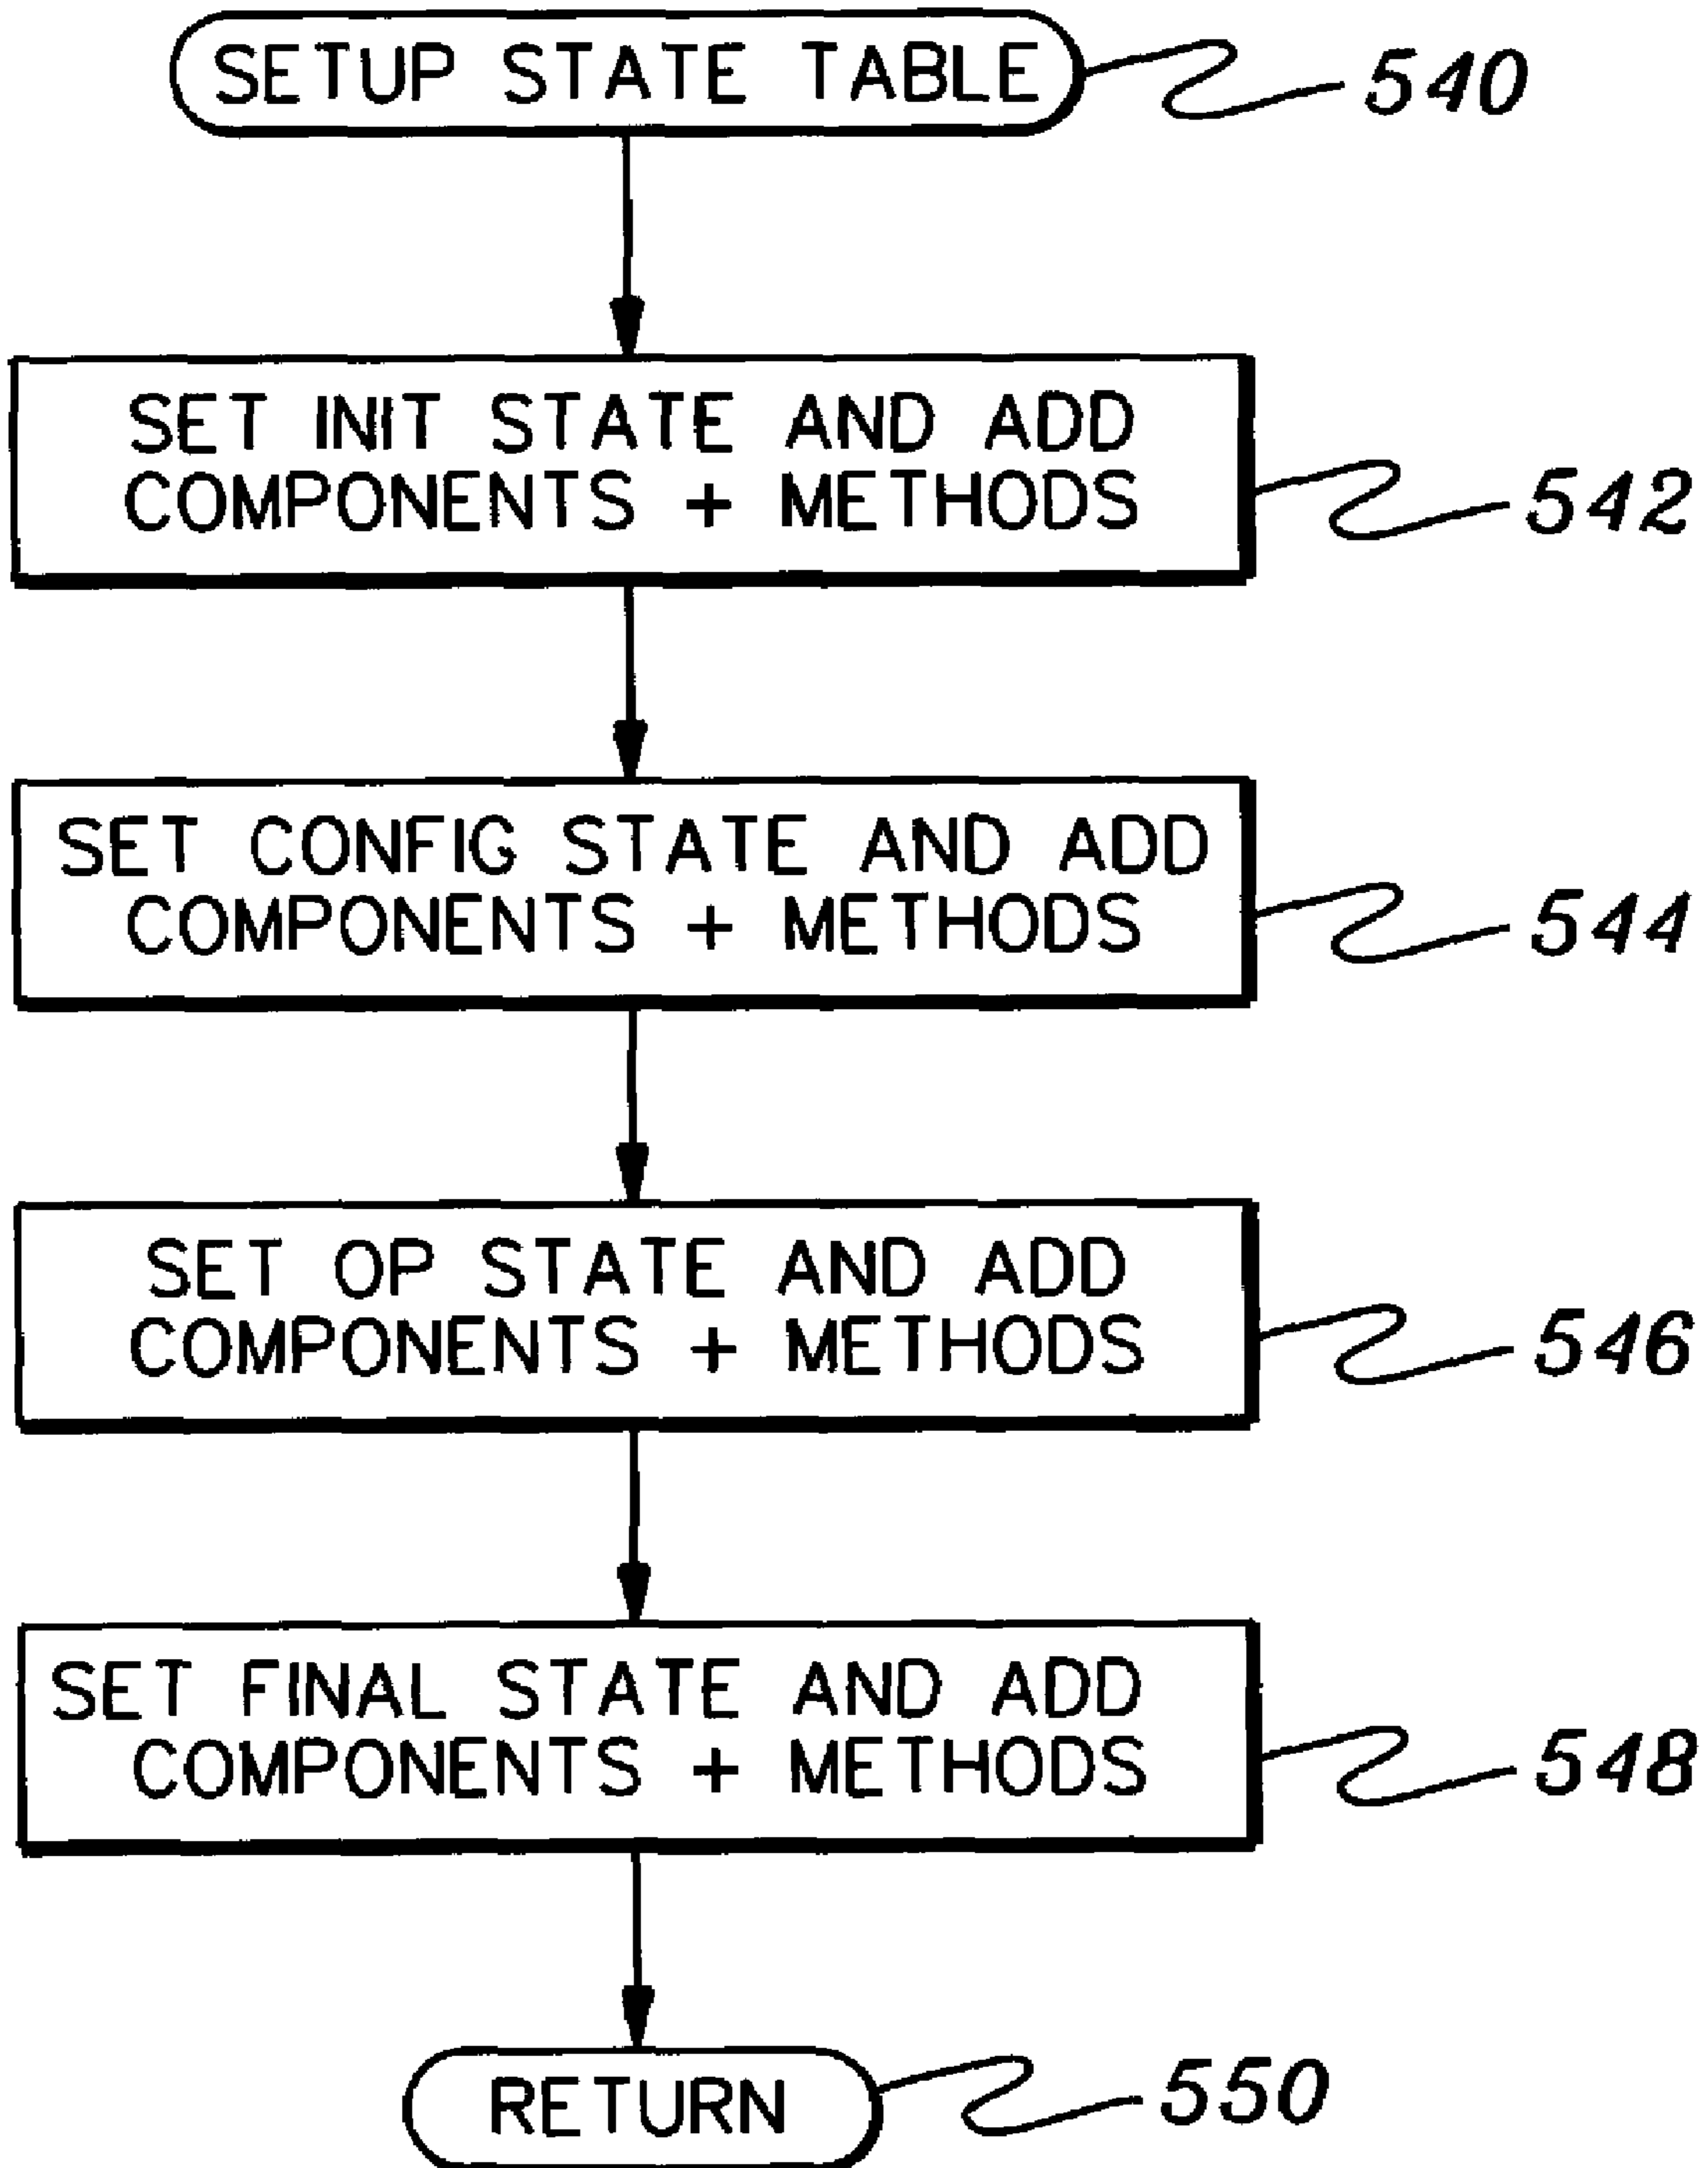 SETUP STATE TABLE
540
SET INIT STATE AND ADD
COMPONENTS + METHODS
542
SET CONFIG STATE AND ADD
COMPONENTS + METHODS
544
SET OP STATE AND ADD
COMPONENTS + METHODS
546
SET FINAL STATE AND ADD
COMPONENTS + METHODS
548
RETURN
550